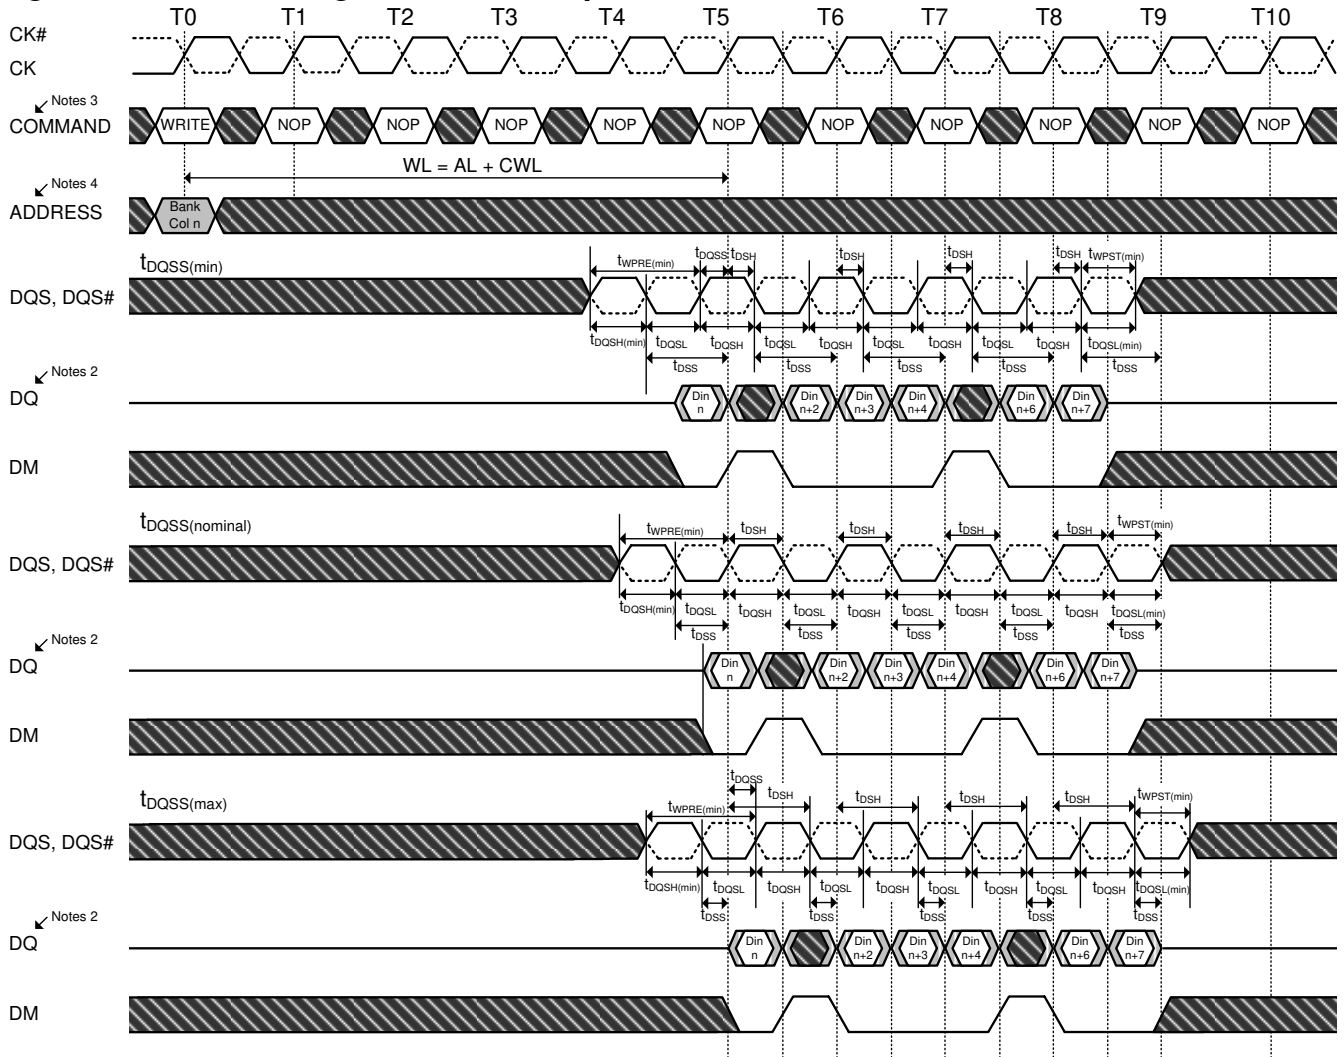 T0 T1 T2 T3 T4 T5 T6 T7 T8 T9 T10
CK#
CK
Notes 3
COMMAND WRITE NOP NOP NOP NOP NOP NOP NOP NOP NOP NOP
WL = AL + CWL
Notes 4
ADDRESS Bank Col n
tDQSS(min) tWPRE(min) tDQSS tDSH tDSH tDSH tDSH tWPST(min)
DQS, DQS#
tDQSH(min) tDQSL tDQSH tDQSL tDQSH tDQSL tDQSH tDQSL tDQSH tDQSL(min)
tDSS tDSS tDSS tDSS tDSS
Notes 2
DQ Din n Din n+2 Din n+3 Din n+4 Din n+6 Din n+7
DM
tDQSS(nominal) tWPRE(min) tDSH tDSH tDSH tDSH tWPST(min)
DQS, DQS#
tDQSH(min) tDQSL tDQSH tDQSL tDQSH tDQSL tDQSH tDQSL tDQSH tDQSL(min)
tDSS tDSS tDSS tDSS tDSS
Notes 2
DQ Din n Din n+2 Din n+3 Din n+4 Din n+6 Din n+7
DM
tDQSS
tDQSS(max) tWPRE(min) tDSH tDSH tDSH tDSH tWPST(min)
DQS, DQS#
tDQSH(min) tDQSL tDQSH tDQSL tDQSH tDQSL tDQSH tDQSL tDQSH tDQSL(min)
tDSS tDSS tDSS tDSS tDSS
Notes 2
DQ Din n Din n+2 Din n+3 Din n+4 Din n+6 Din n+7
DM